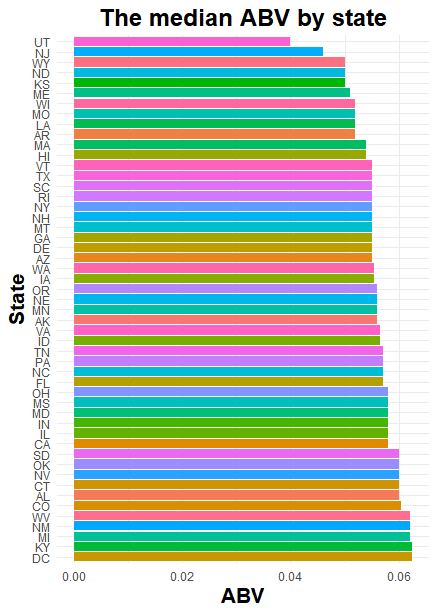 The median ABV by state
UT
NJ
WY
ND
KS
ME
WI
MO
LA
AR
MA
HI
VT
TX
SC
RI
NY
NH
MT
GA
DE
AZ
WA
IA
OR
NE
MN
AK
VA
ID
TN
PA
NC
FL
OH
MS
MD
IN
IL
CA
SD
OK
NV
CT
AL
CO
WV
NM
MI
KY
DC
State
0.00 0.02 0.04 0.06
ABV